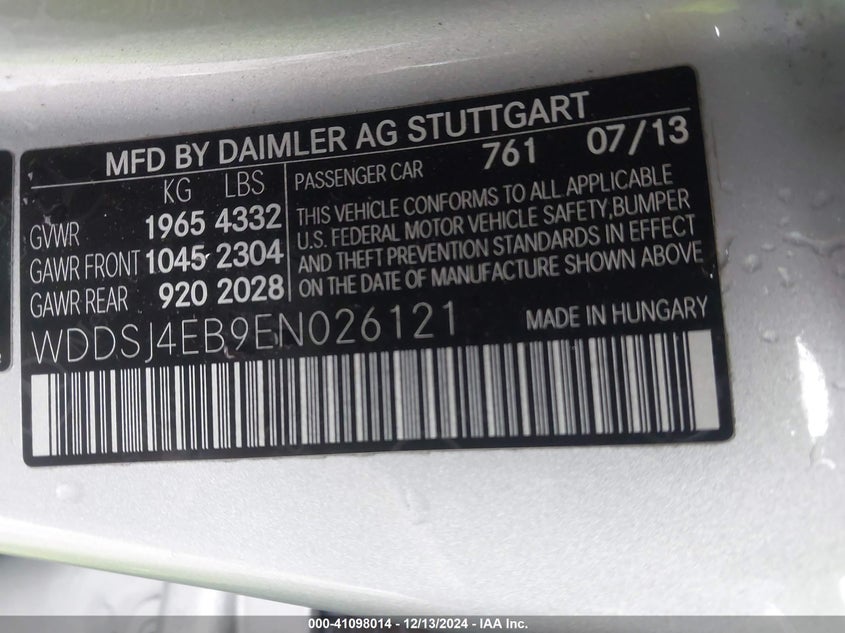 MFD BY DAIMLER AG STUTTGART
761 07/13
KG LBS
GVWR 1965 4332
GAWR FRONT 1045 2304
GAWR REAR 920 2028
PASSENGER CAR
THIS VEHICLE CONFORMS TO ALL APPLICABLE
U.S. FEDERAL MOTOR VEHICLE SAFETY,BUMPER
AND THEFT PREVENTION STANDARDS IN EFFECT
ON THE DATE OF MANUFACTURE SHOWN ABOVE
WDDSJ4EB9EN026121
MADE IN HUNGARY
000-41098014 - 12/13/2024 - IAA Inc.